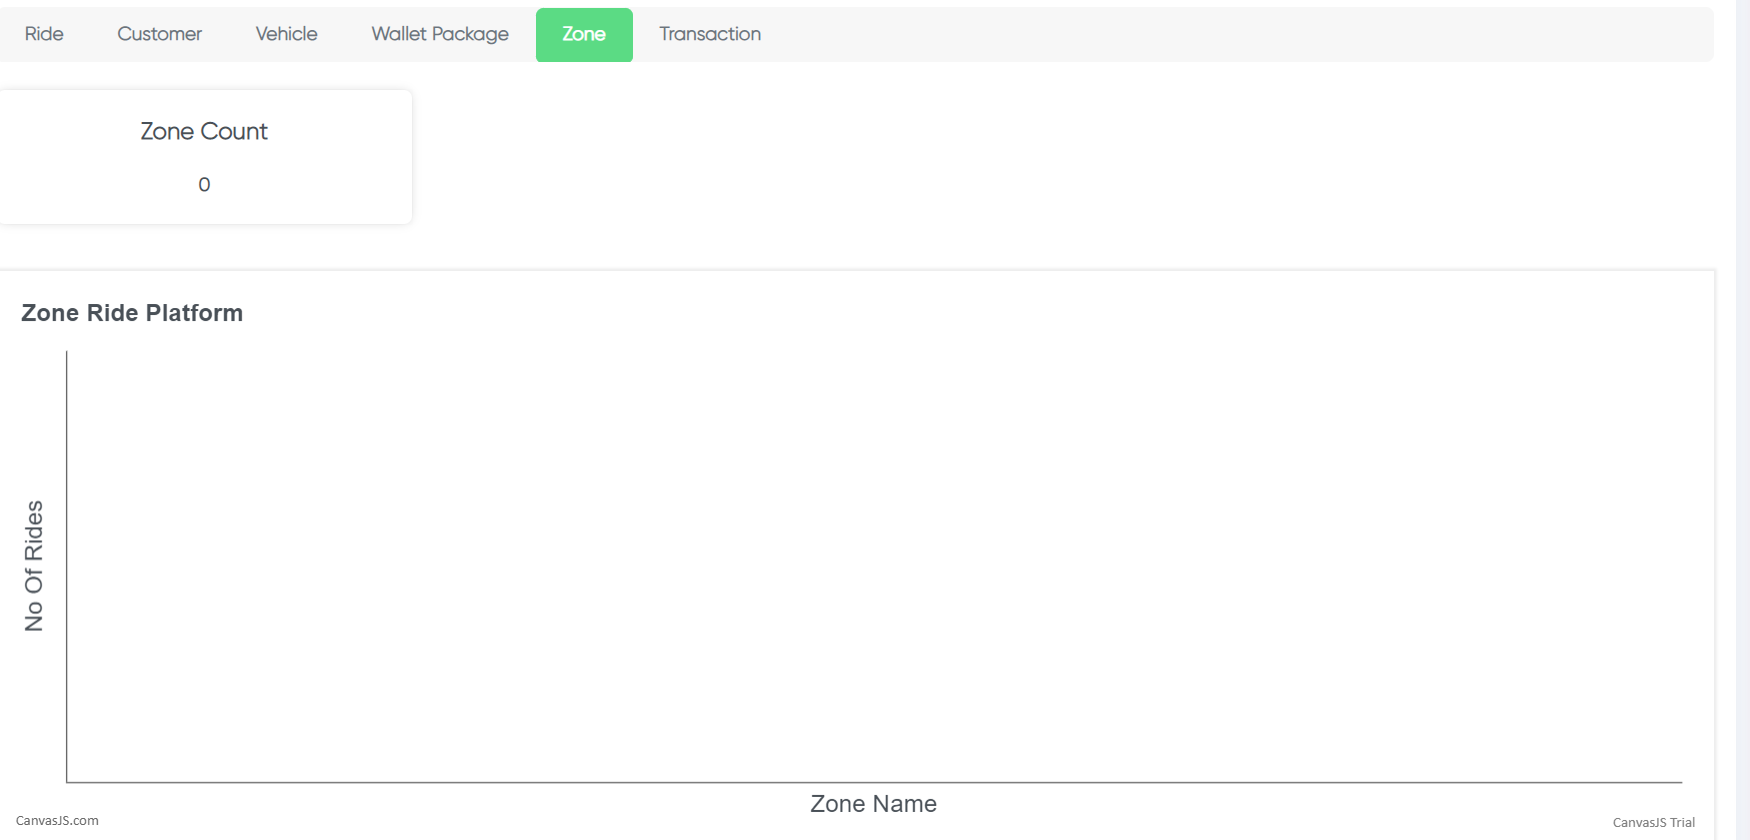 Ride Customer Vehicle Wallet Package Zone Transaction
Zone Count
0
Zone Ride Platform
No Of Rides
Zone Name
CanvasJS.com
CanvasJS Trial